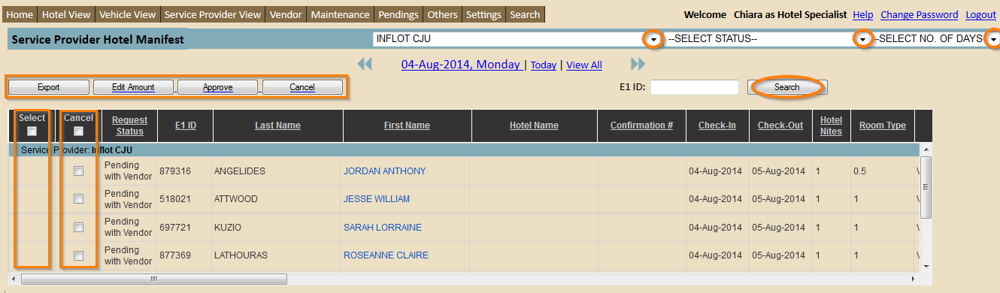 Home Hotel View Vehicle View Service Provider View Vendor Maintenance Pendings Others Settings Search Welcome Chiara as Hotel Specialist Help Change Password Logout
Service Provider Hotel Manifest INFLOT CJU --SELECT STATUS-- --SELECT NO. OF DAYS
04-Aug-2014, Monday | Today | View All
Export Edit Amount Approve Cancel E1 ID: Search
Select Cancel Request Status E1 ID Last Name First Name Hotel Name Confirmation # Check-In Check-Out Hotel Nites Room Type
Service Provider: Inflot CJU
Pending with Vendor 879316 ANGELIDES JORDAN ANTHONY 04-Aug-2014 05-Aug-2014 1 0.5
Pending with Vendor 518021 ATTWOOD JESSE WILLIAM 04-Aug-2014 05-Aug-2014 1 1
Pending with Vendor 697721 KUZIO SARAH LORRAINE 04-Aug-2014 05-Aug-2014 1 1
Pending with Vendor 877369 LATHOURAS ROSEANNE CLAIRE 04-Aug-2014 05-Aug-2014 1 1